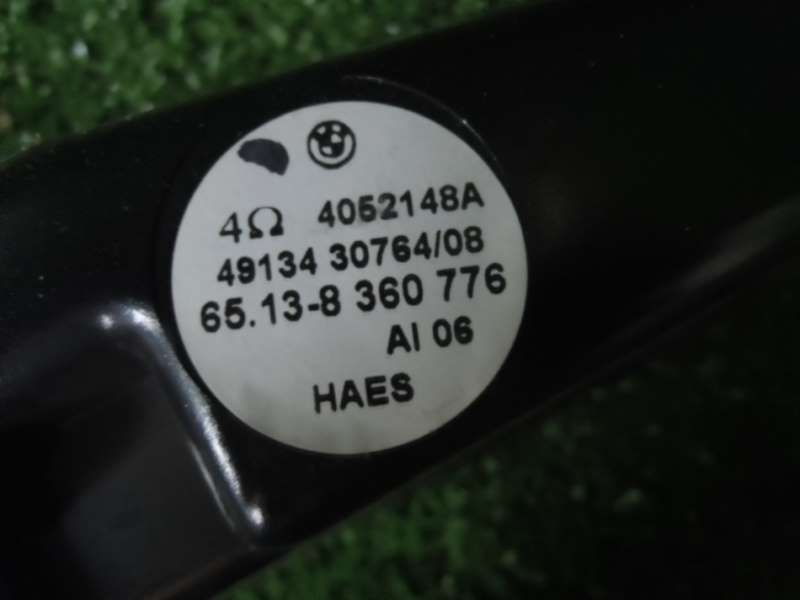 4Ω 4052148A
49134 30764/08
65.13-8 360 776
AI 06
HAES